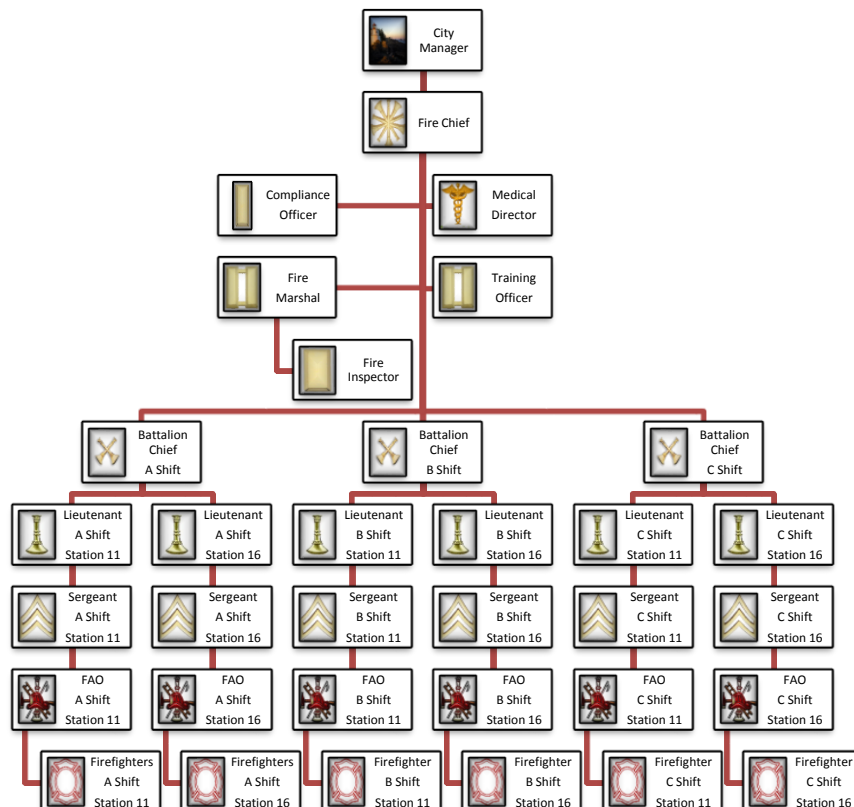 City
Manager
Fire Chief
Compliance
Officer
Medical
Director
Fire
Marshal
Training
Officer
Fire
Inspector
Battalion
Chief
A Shift
Battalion
Chief
B Shift
Battalion
Chief
C Shift
Lieutenant
A Shift
Station 11
Lieutenant
A Shift
Station 16
Lieutenant
B Shift
Station 11
Lieutenant
B Shift
Station 16
Lieutenant
C Shift
Station 11
Lieutenant
C Shift
Station 16
Sergeant
A Shift
Station 11
Sergeant
A Shift
Station 16
Sergeant
B Shift
Station 11
Sergeant
B Shift
Station 16
Sergeant
C Shift
Station 11
Sergeant
C Shift
Station 16
FAO
A Shift
Station 11
FAO
A Shift
Station 16
FAO
B Shift
Station 11
FAO
B Shift
Station 16
FAO
C Shift
Station 11
FAO
C Shift
Station 16
Firefighters
A Shift
Station 11
Firefighters
A Shift
Station 16
Firefighter
B Shift
Station 11
Firefighter
B Shift
Station 16
Firefighter
C Shift
Station 11
Firefighter
C Shift
Station 16